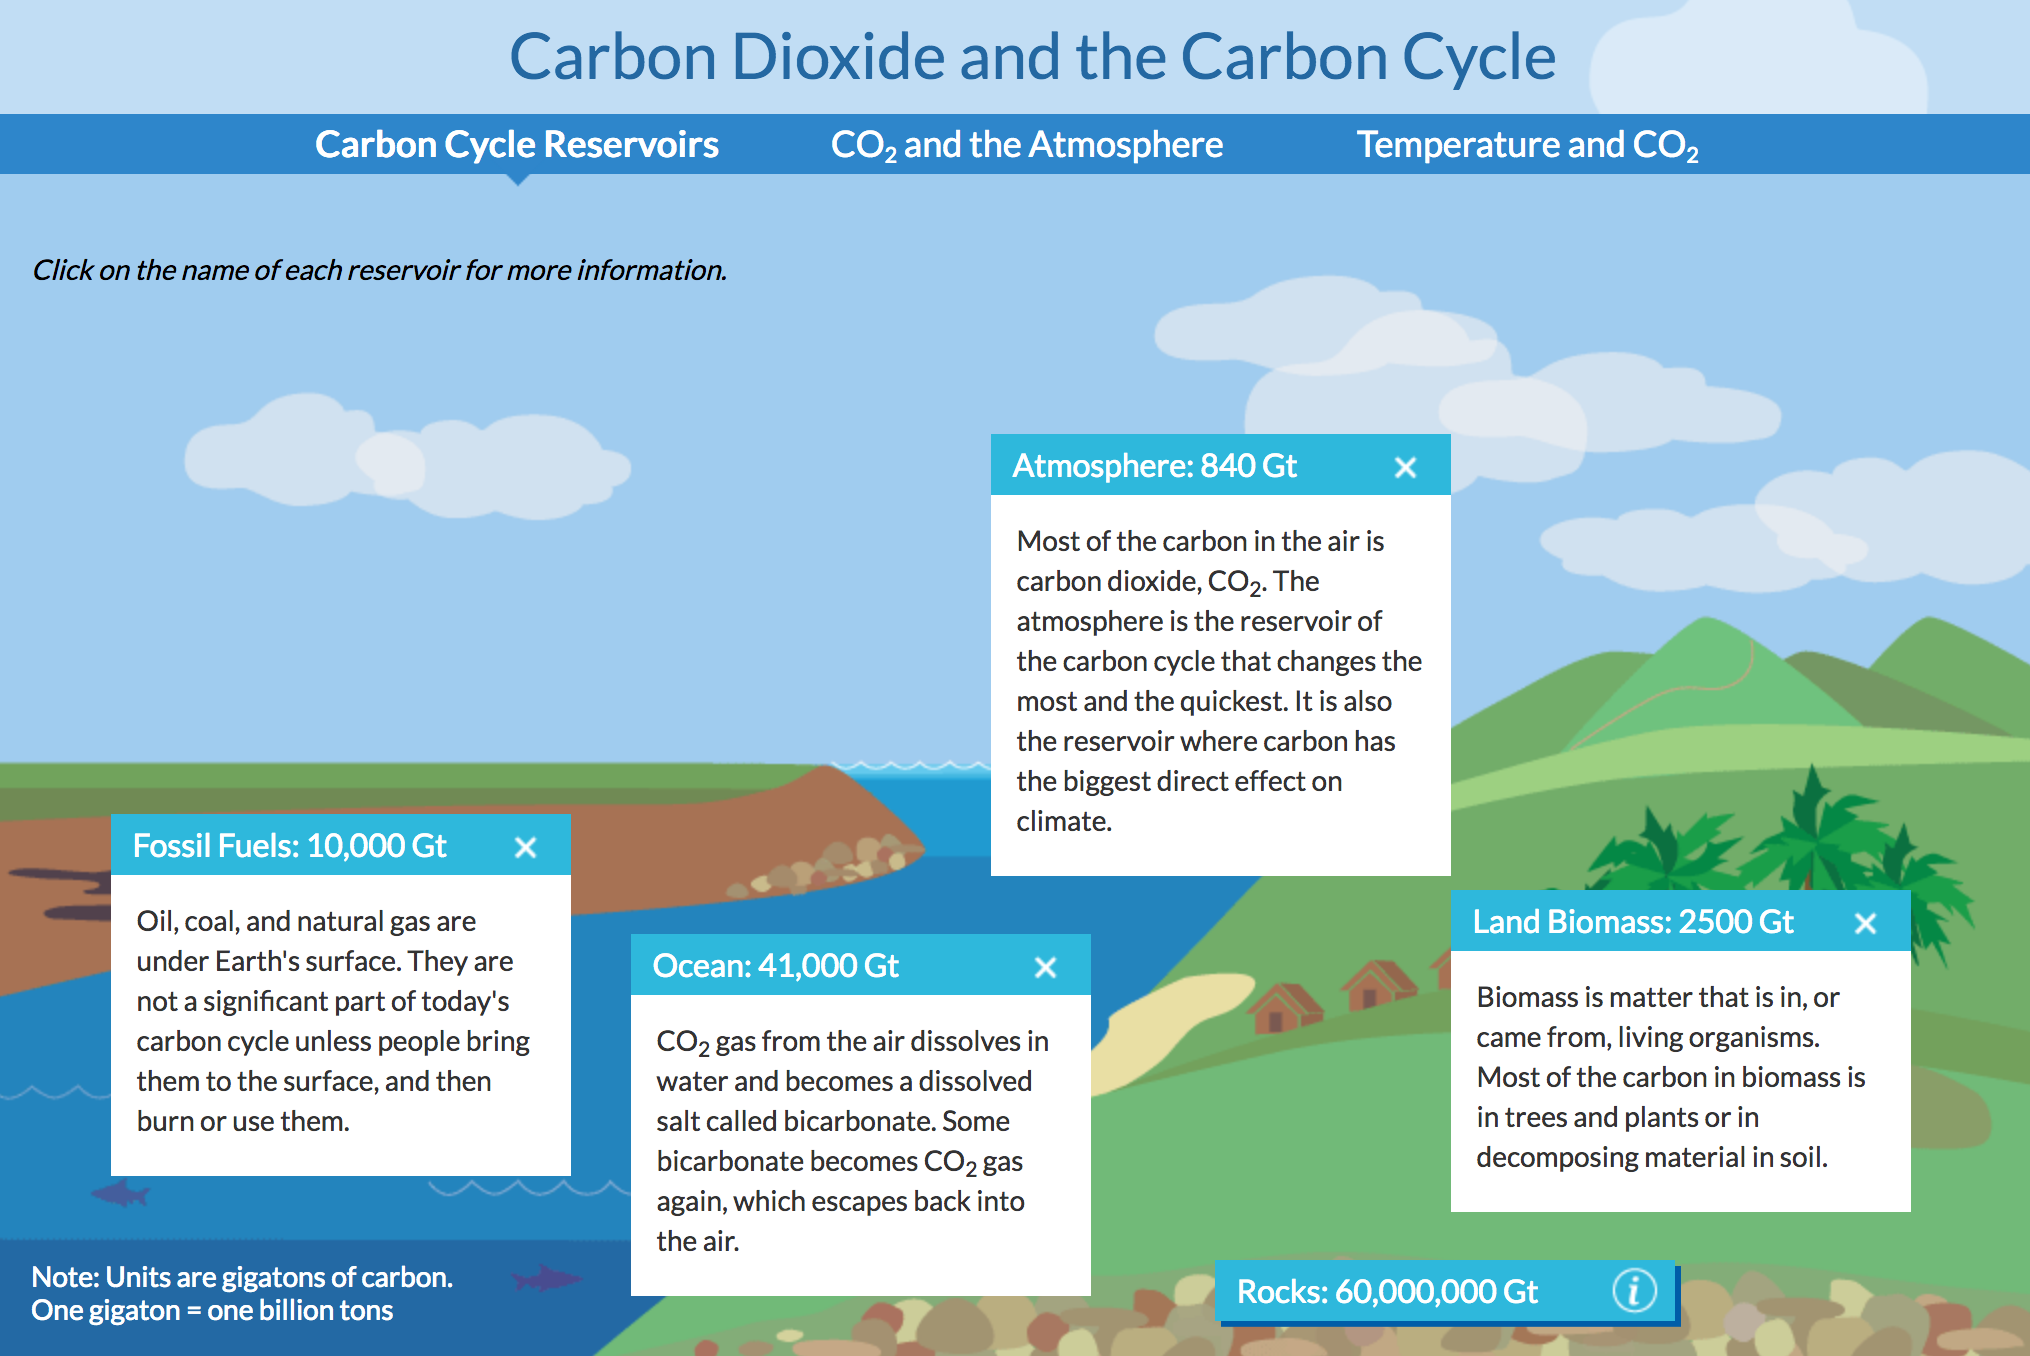 Carbon Dioxide and the Carbon Cycle
Carbon Cycle Reservoirs
CO₂ and the Atmosphere
Temperature and CO₂
Click on the name of each reservoir for more information.
Atmosphere: 840 Gt
Most of the carbon in the air is
carbon dioxide, CO₂. The
atmosphere is the reservoir of
the carbon cycle that changes the
most and the quickest. It is also
the reservoir where carbon has
the biggest direct effect on
climate.
Fossil Fuels: 10,000 Gt
Oil, coal, and natural gas are
under Earth's surface. They are
not a significant part of today's
carbon cycle unless people bring
them to the surface, and then
burn or use them.
Ocean: 41,000 Gt
CO₂ gas from the air dissolves in
water and becomes a dissolved
salt called bicarbonate. Some
bicarbonate becomes CO₂ gas
again, which escapes back into
the air.
Land Biomass: 2500 Gt
Biomass is matter that is in, or
came from, living organisms.
Most of the carbon in biomass is
in trees and plants or in
decomposing material in soil.
Rocks: 60,000,000 Gt
i
Note: Units are gigatons of carbon.
One gigaton = one billion tons